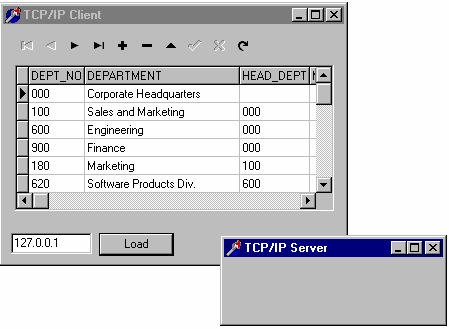 TCP/IP Client
DEPT_NO DEPARTMENT HEAD_DEPT
000 Corporate Headquarters
100 Sales and Marketing 000
600 Engineering 000
900 Finance 000
180 Marketing 100
620 Software Products Div. 600
127.0.0.1 Load
TCP/IP Server